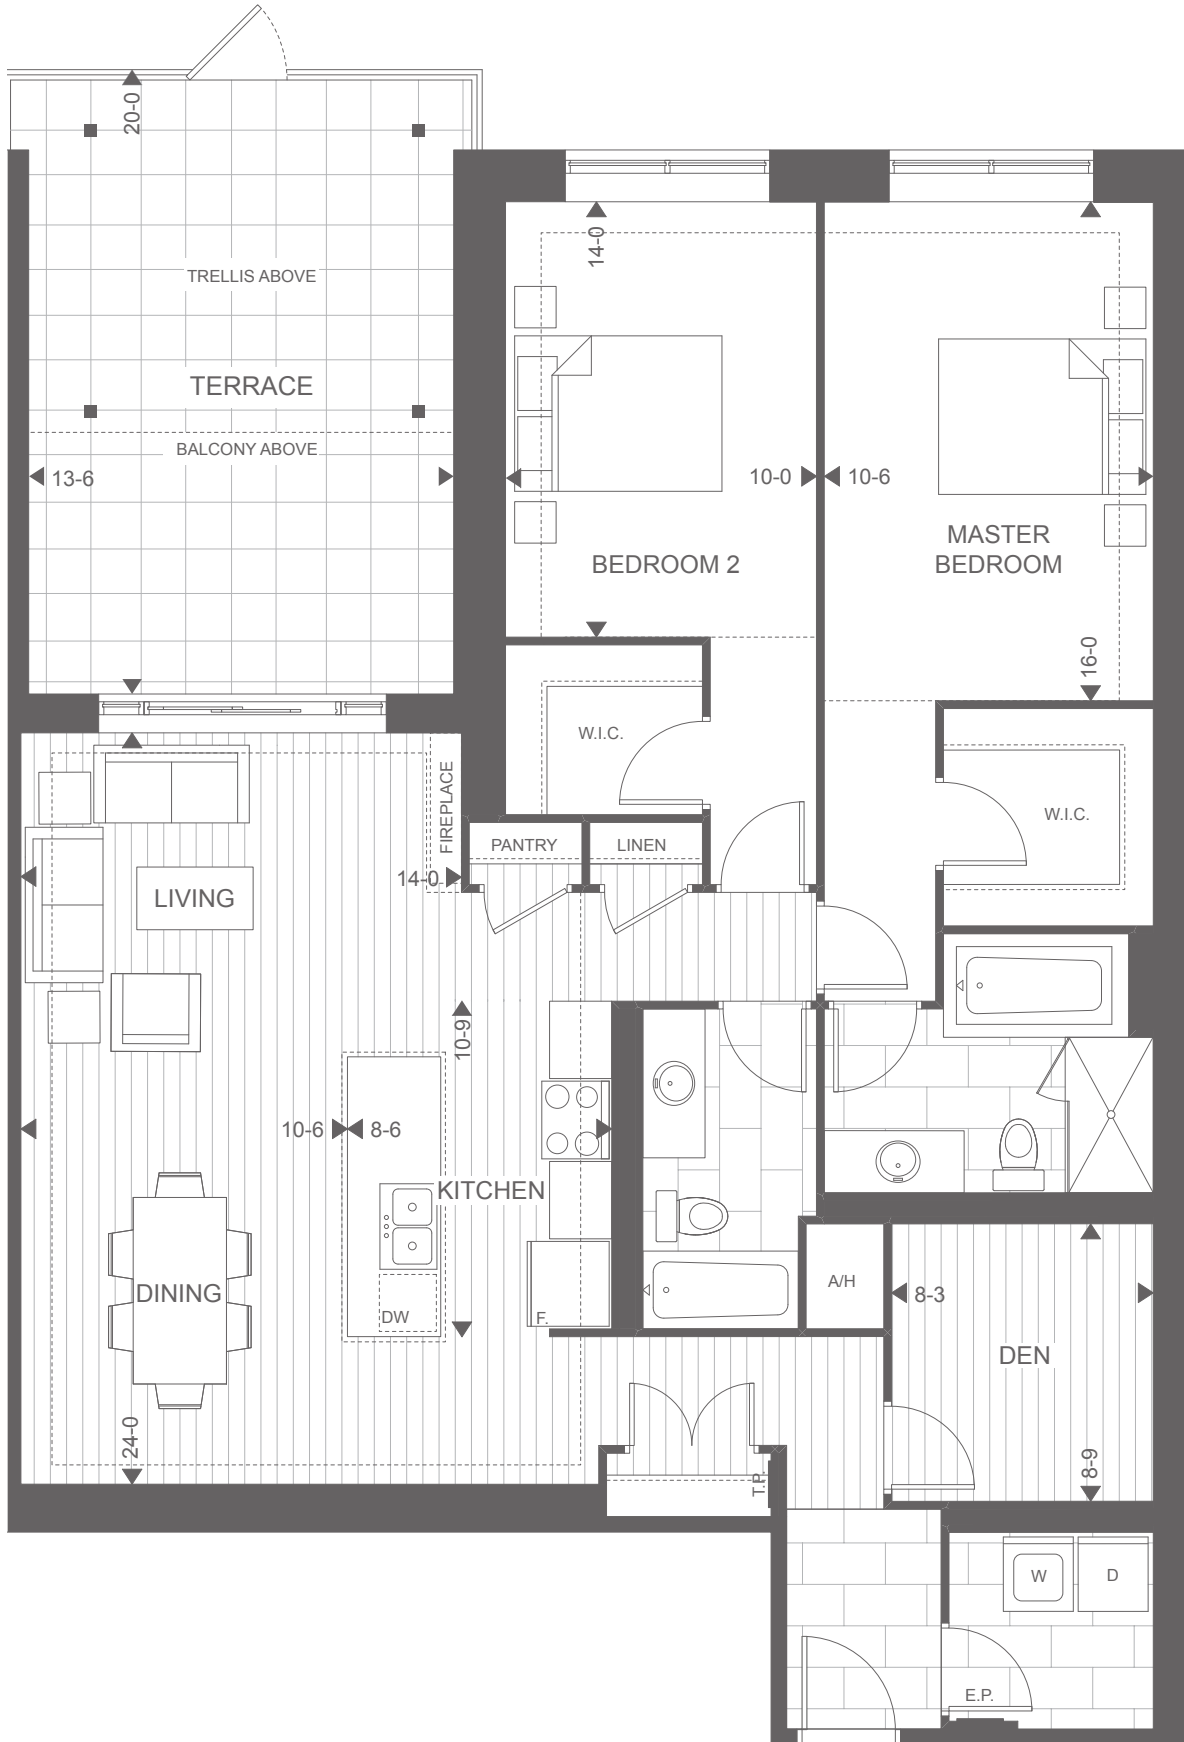 20-0
TRELLIS ABOVE
14-0
TERRACE
BALCONY ABOVE
13-6
10-0
10-6
MASTER
BEDROOM
BEDROOM 2
16-0
W.I.C.
FIREPLACE
W.I.C.
PANTRY
LINEN
14-0
LIVING
10-9
10-6
8-6
KITCHEN
A/H
8-3
DINING
DW
F.
DEN
24-0
8-9
T.P.
W
D
E.P.